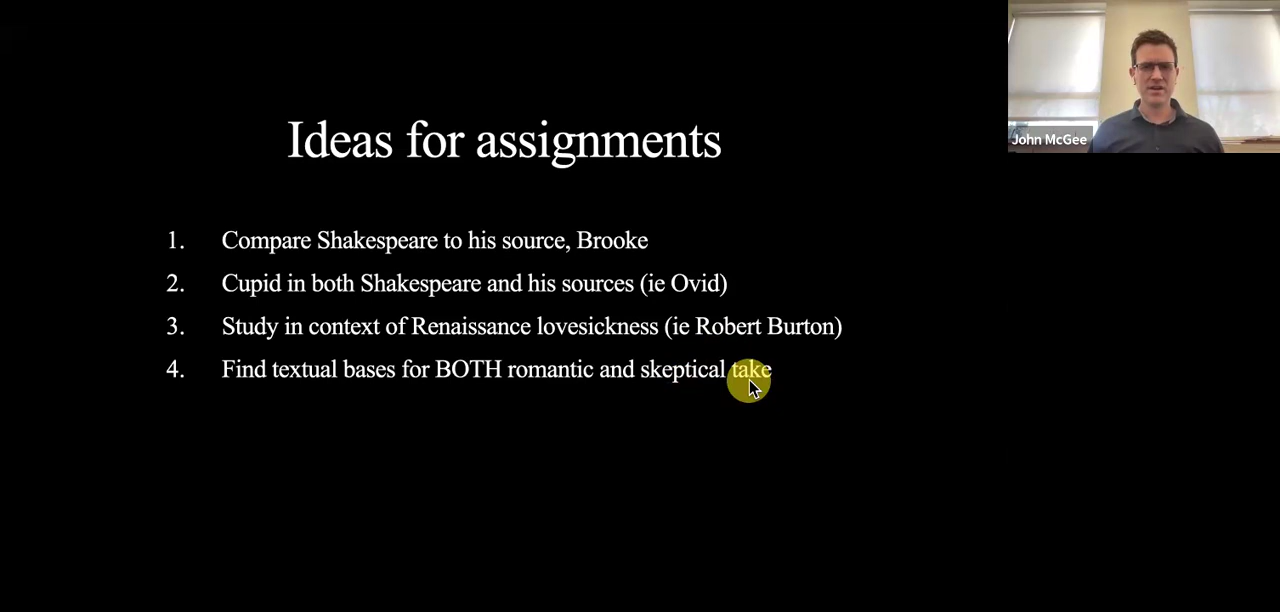 John McGee
Ideas for assignments
1. Compare Shakespeare to his source, Brooke
2. Cupid in both Shakespeare and his sources (ie Ovid)
3. Study in context of Renaissance lovesickness (ie Robert Burton)
4. Find textual bases for BOTH romantic and skeptical take